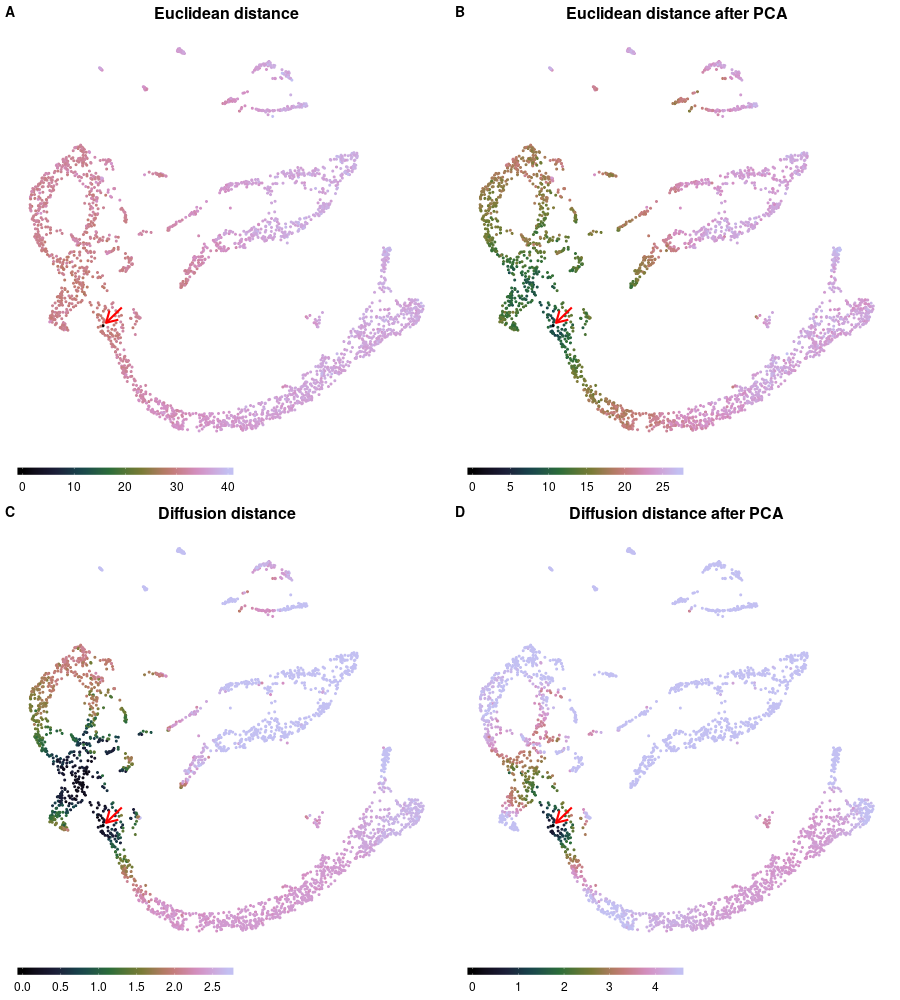 A Euclidean distance
B Euclidean distance after PCA
0 10 20 30 40
0 5 10 15 20 25
C Diffusion distance
D Diffusion distance after PCA
0.0 0.5 1.0 1.5 2.0 2.5
0 1 2 3 4